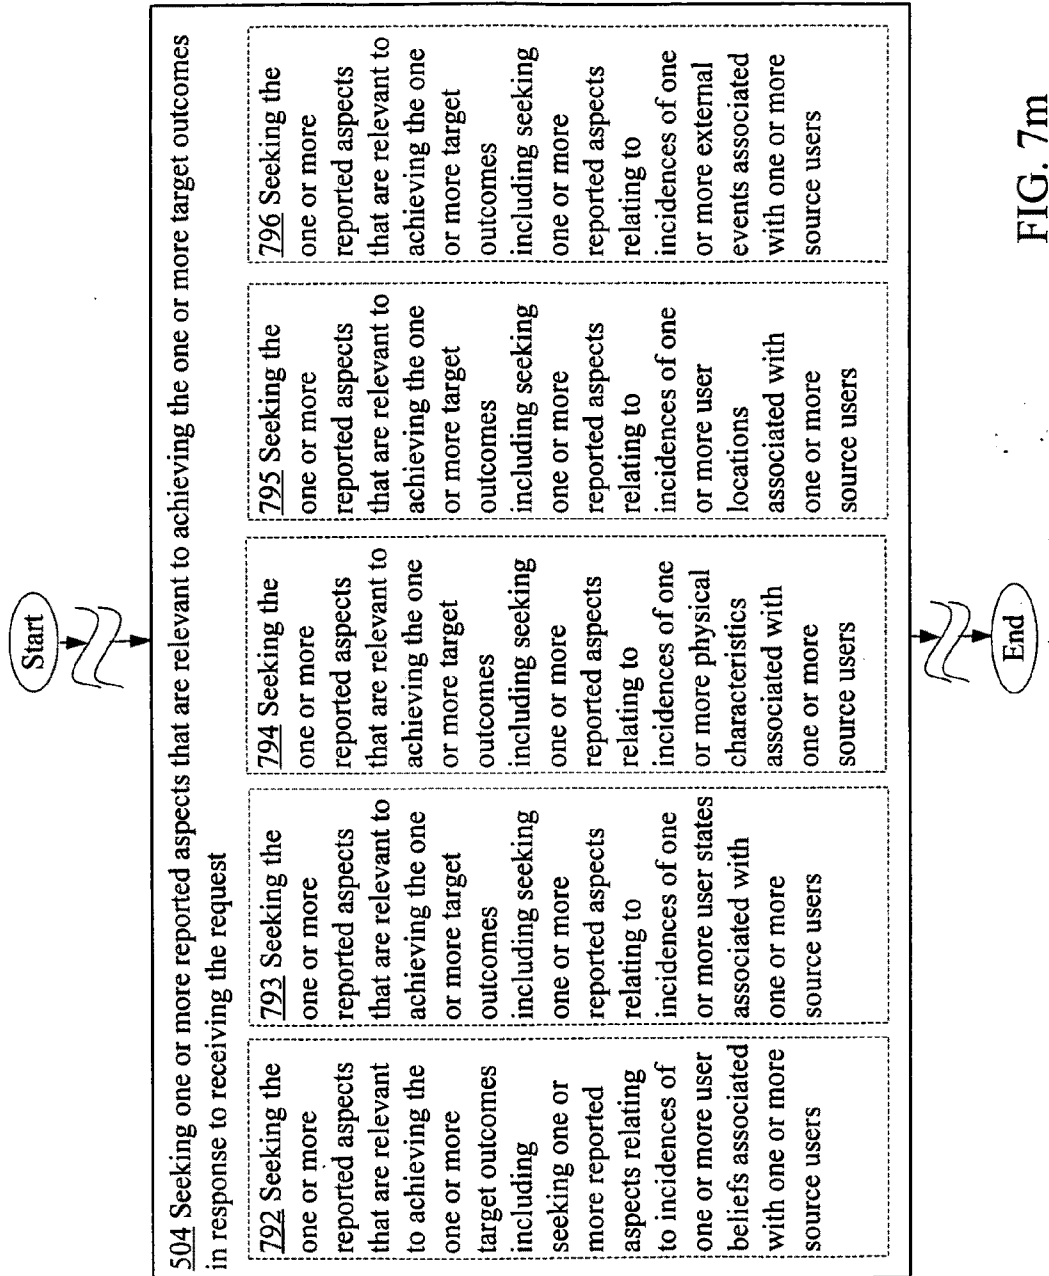 Start
504 Seeking one or more reported aspects that are relevant to achieving the one or more target outcomes
in response to receiving the request
792 Seeking the
one or more
reported aspects
that are relevant
to achieving the
one or more
target outcomes
including
seeking one or
more reported
aspects relating
to incidences of
one or more user
beliefs associated
with one or more
source users
793 Seeking the
one or more
reported aspects
that are relevant to
achieving the one
or more target
outcomes
including seeking
one or more
reported aspects
relating to
incidences of one
or more user states
associated with
one or more
source users
794 Seeking the
one or more
reported aspects
that are relevant to
achieving the one
or more target
outcomes
including seeking
one or more
reported aspects
relating to
incidences of one
or more physical
characteristics
associated with
one or more
source users
795 Seeking the
one or more
reported aspects
that are relevant to
achieving the one
or more target
outcomes
including seeking
one or more
reported aspects
relating to
incidences of one
or more user
locations
associated with
one or more
source users
796 Seeking the
one or more
reported aspects
that are relevant to
achieving the one
or more target
outcomes
including seeking
one or more
reported aspects
relating to
incidences of one
or more external
events associated
with one or more
source users
End
FIG. 7m